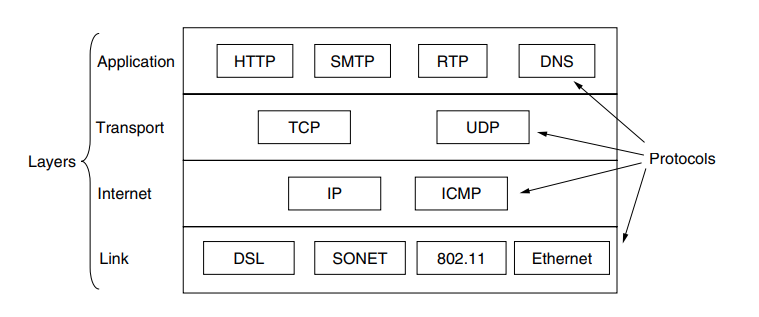 Application
HTTP
SMTP
RTP
DNS
Transport
TCP
UDP
Layers
Protocols
Internet
IP
ICMP
Link
DSL
SONET
802.11
Ethernet